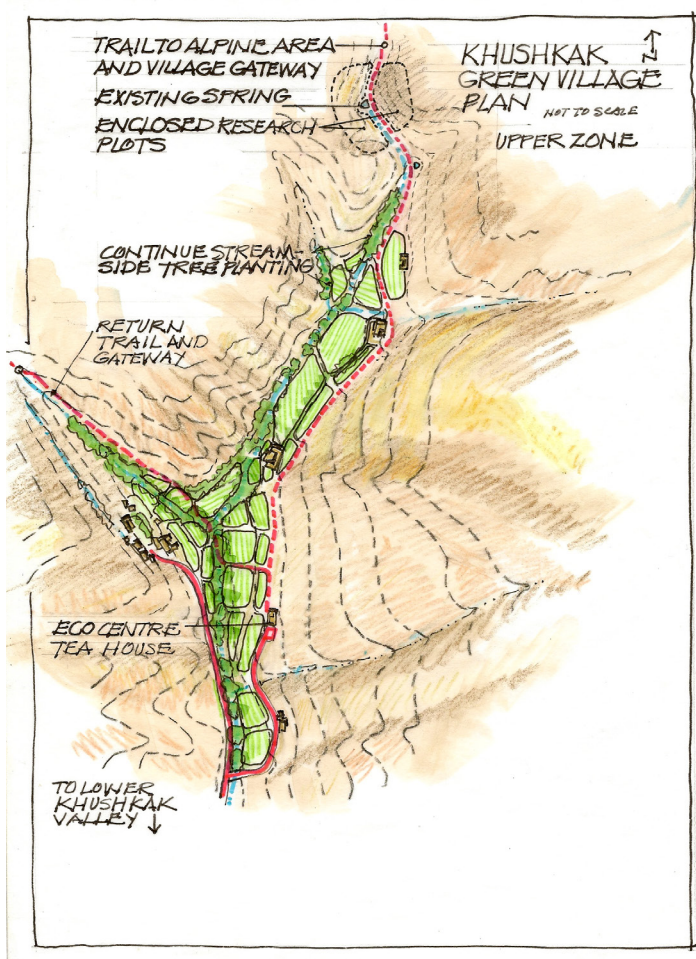 TRAIL TO ALPINE AREA
AND VILLAGE GATEWAY
EXISTING SPRING
ENCLOSED RESEARCH
PLOTS
KHUSHKAK
GREEN VILLAGE
PLAN
NOT TO SCALE
UPPER ZONE
N
CONTINUE STREAM-
SIDE TREE PLANTING
RETURN
TRAIL AND
GATEWAY
ECO CENTRE
TEA HOUSE
TO LOWER
KHUSHKAK
VALLEY